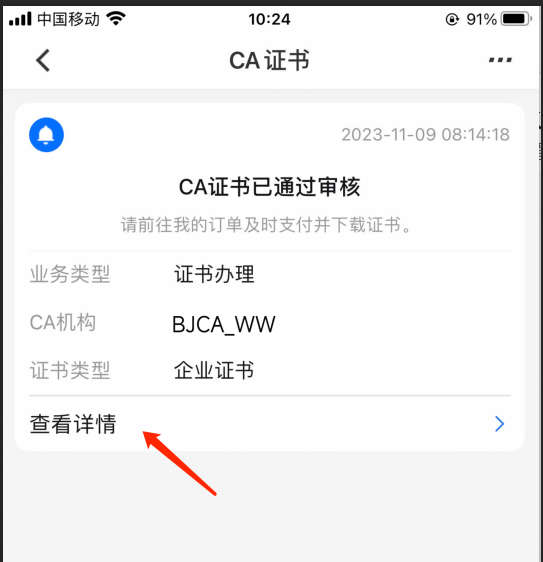 中国移动 10:24 91%
CA 证书
2023-11-09 08:14:18
CA证书已通过审核
请前往我的订单及时支付并下载证书。
业务类型 证书办理
CA机构 BJCA_WW
证书类型 企业证书
查看详情